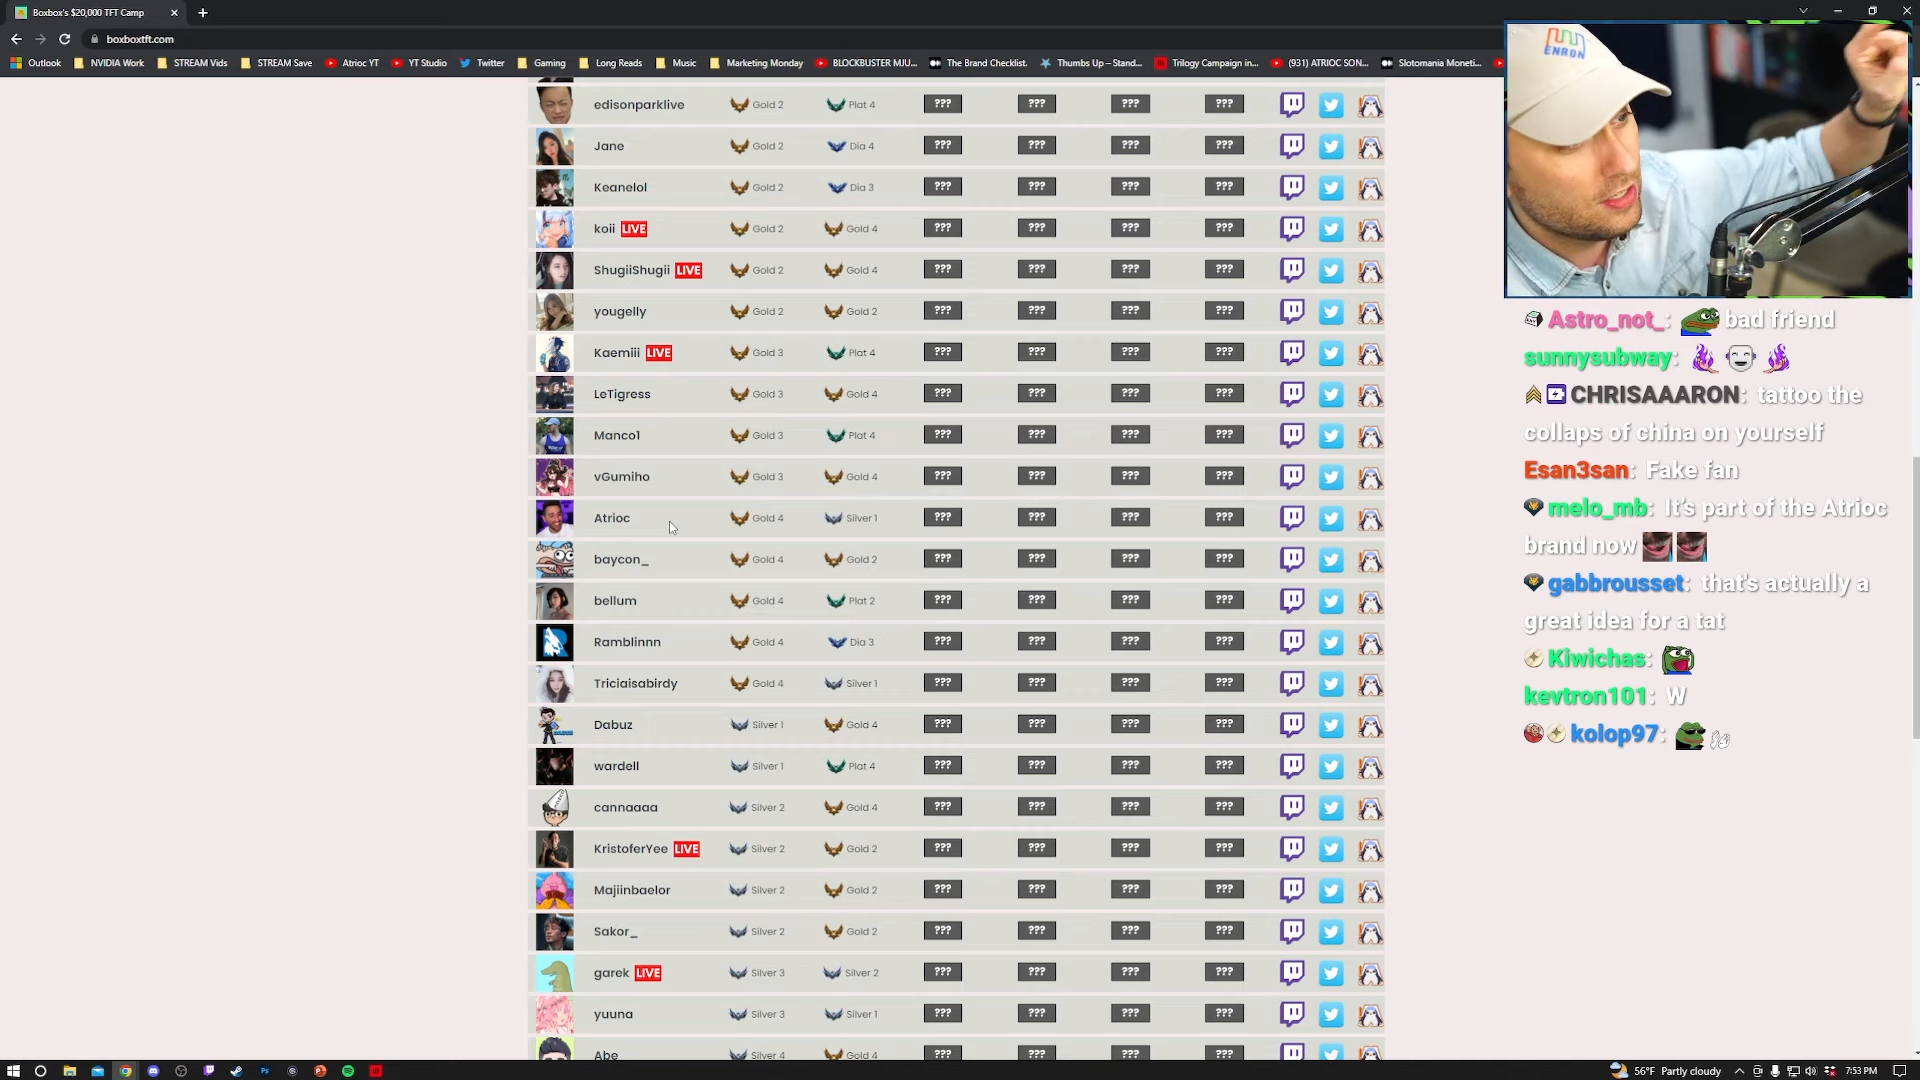 Boxbox's $20,000 TFT Camp
boxboxtft.com
Outlook NVIDIA Work STREAM Vids STREAM Save Atrioc YT YT Studio Twitter Gaming Long Reads Music Marketing Monday BLOCKBUSTER MJU... The Brand Checklist. Thumbs Up – Stand... Trilogy Campaign in... (931) ATRIOC SON... Slotomania Moneti...
ENRON
edisonparklive Gold 2 Plat 4 ??? ??? ??? ???
Jane Gold 2 Dia 4 ??? ??? ??? ???
Keanelol Gold 2 Dia 3 ??? ??? ??? ???
koii LIVE Gold 2 Gold 4 ??? ??? ??? ???
ShugiiShugii LIVE Gold 2 Gold 4 ??? ??? ??? ???
yougelly Gold 2 Gold 2 ??? ??? ??? ???
Kaemiii LIVE Gold 3 Plat 4 ??? ??? ??? ???
LeTigress Gold 3 Gold 4 ??? ??? ??? ???
Manco1 Gold 3 Plat 4 ??? ??? ??? ???
vGumiho Gold 3 Gold 4 ??? ??? ??? ???
Atrioc Gold 4 Silver 1 ??? ??? ??? ???
baycon_ Gold 4 Gold 2 ??? ??? ??? ???
bellum Gold 4 Plat 2 ??? ??? ??? ???
Ramblinnn Gold 4 Dia 3 ??? ??? ??? ???
Triciaisabirdy Gold 4 Silver 1 ??? ??? ??? ???
Dabuz Silver 1 Gold 4 ??? ??? ??? ???
wardell Silver 1 Plat 4 ??? ??? ??? ???
cannaaaa Silver 2 Gold 4 ??? ??? ??? ???
KristoferYee LIVE Silver 2 Gold 2 ??? ??? ??? ???
Majiinbaelor Silver 2 Gold 2 ??? ??? ??? ???
Sakor_ Silver 2 Gold 2 ??? ??? ??? ???
garek LIVE Silver 3 Silver 2 ??? ??? ??? ???
yuuna Silver 3 Silver 1 ??? ??? ??? ???
Abe Silver 4 Gold 4 ??? ??? ??? ???
Astro_not_: bad friend
sunnysubway:
CHRISAAARON: tattoo the
collaps of china on yourself
Esan3san: Fake fan
melo_mb: It's part of the Atrioc
brand now
gabbrousset: that's actually a
great idea for a tat
Kiwichas:
kevtron101: W
kolop97:
56°F Partly cloudy 7:53 PM